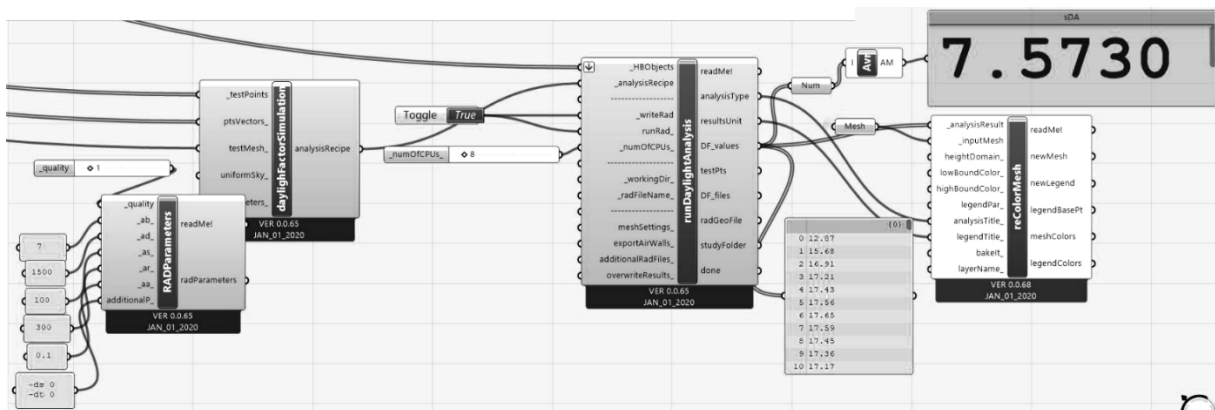 _quality
1
7
1500
100
300
0.1
-ds 0
-dt 0
_quality
_ab_
_ad_
_as_
_ar_
_aa_
additionalP_
RADParameters
readMe!
radParameters
VER 0.0.65
JAN_01_2020
_testPoints
ptsVectors_
testMesh_
uniformSky_
eters_
daylighFactorSimulation
analysisRecipe
VER 0.0.65
JAN_01_2020
Toggle True
_numOfCPUs_ 8
_HBObjects
_analysisRecipe
--------------------
_writeRad
runRad_
_numOfCPUs_
_workingDir_
_radFileName_
--------------------
meshSettings_
exportAirWalls_
additionalRadFiles_
overwriteResults_
runDaylightAnalysis
readMe!
analysisType
resultsUnit
DF_values
testPts
DF_files
radGeoFile
studyFolder
done
VER 0.0.65
JAN_01_2020
Num
I Avr AM
sDA
7.5730
Mesh
{0}
0 12.87
1 15.68
2 16.91
3 17.21
4 17.43
5 17.56
6 17.65
7 17.59
8 17.45
9 17.36
10 17.17
_analysisResult
_inputMesh
heightDomain_
lowBoundColor_
highBoundColor_
legendPar_
analysisTitle_
legendTitle_
bakeIt_
layerName_
reColorMesh
readMe!
newMesh
newLegend
legendBasePt
meshColors
legendColors
VER 0.0.68
JAN_01_2020